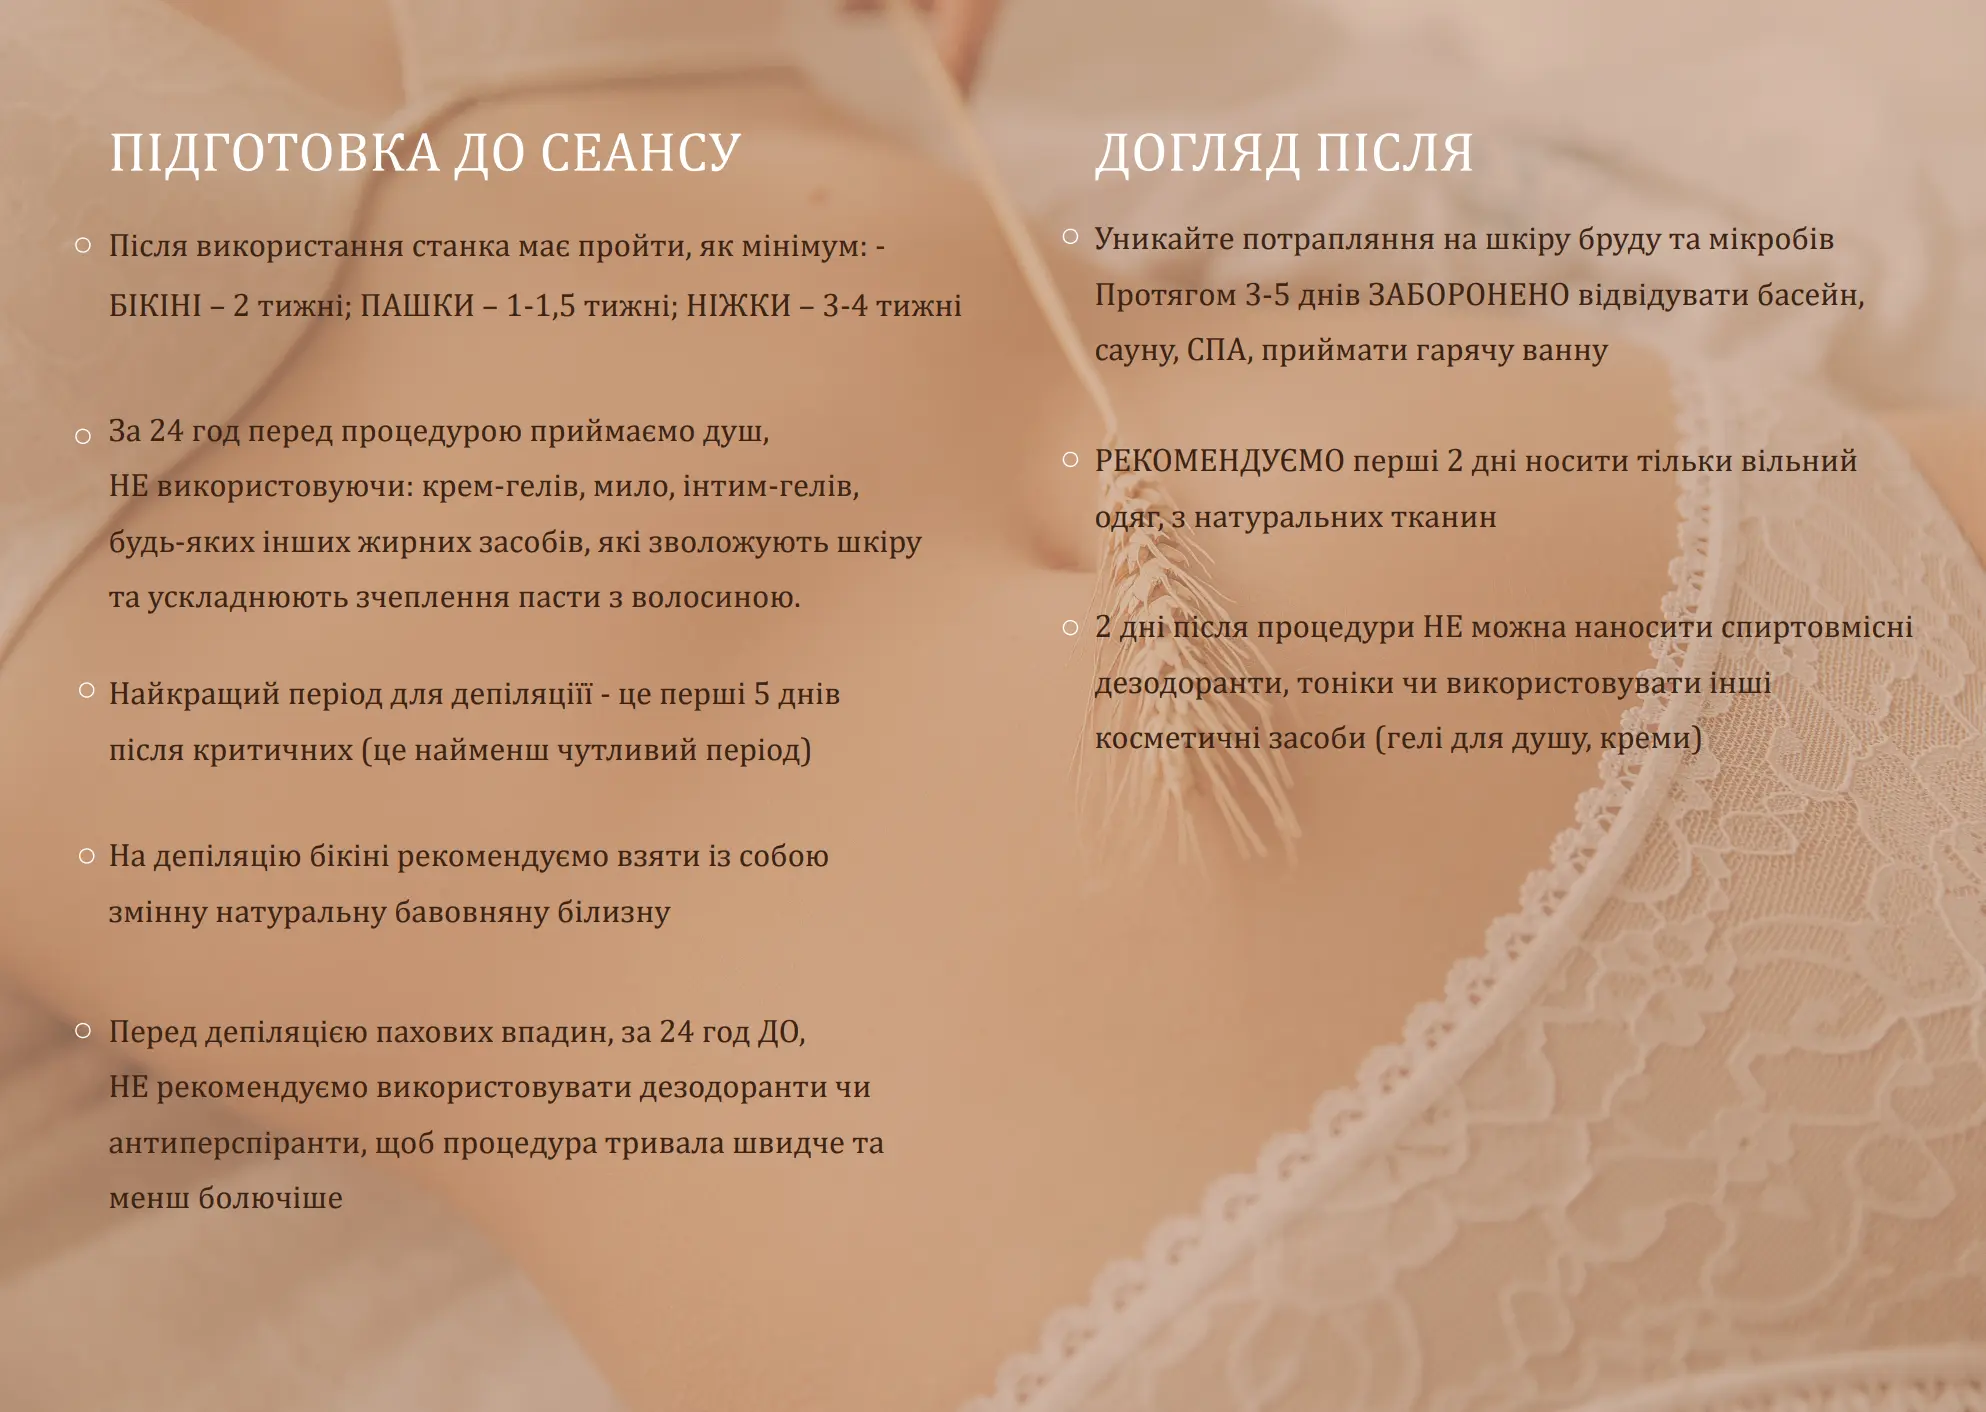 ПІДГОТОВКА ДО СЕАНСУ
Після використання станка має пройти, як мінімум: -
БІКІНІ – 2 тижні; ПАШКИ – 1-1,5 тижні; НІЖКИ – 3-4 тижні
За 24 год перед процедурою приймаємо душ,
НЕ використовуючи: крем-гелів, мило, інтим-гелів,
будь-яких інших жирних засобів, які зволожують шкіру
та ускладнюють зчеплення пасти з волосиною.
Найкращий період для депіляціїї - це перші 5 днів
після критичних (це найменш чутливий період)
На депіляцію бікіні рекомендуємо взяти із собою
змінну натуральну бавовняну білизну
Перед депіляцією пахових впадин, за 24 год ДО,
НЕ рекомендуємо використовувати дезодоранти чи
антиперспіранти, щоб процедура тривала швидче та
менш болючіше
ДОГЛЯД ПІСЛЯ
Уникайте потрапляння на шкіру бруду та мікробів
Протягом 3-5 днів ЗАБОРОНЕНО відвідувати басейн,
сауну, СПА, приймати гарячу ванну
РЕКОМЕНДУЄМО перші 2 дні носити тільки вільний
одяг, з натуральних тканин
2 дні після процедури НЕ можна наносити спиртовмісні
дезодоранти, тоніки чи використовувати інші
косметичні засоби (гелі для душу, креми)